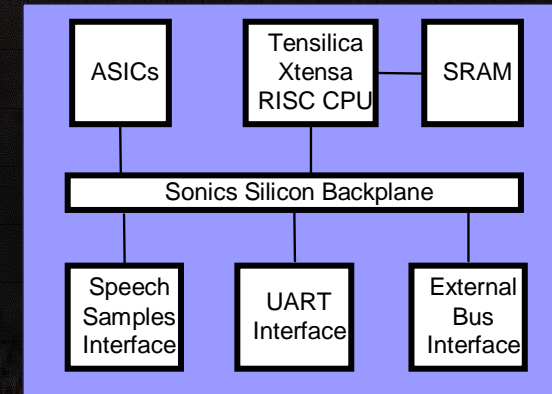 ASICs
Tensilica
Xtensa
RISC CPU
SRAM
Sonics Silicon Backplane
Speech
Samples
Interface
UART
Interface
External
Bus
Interface